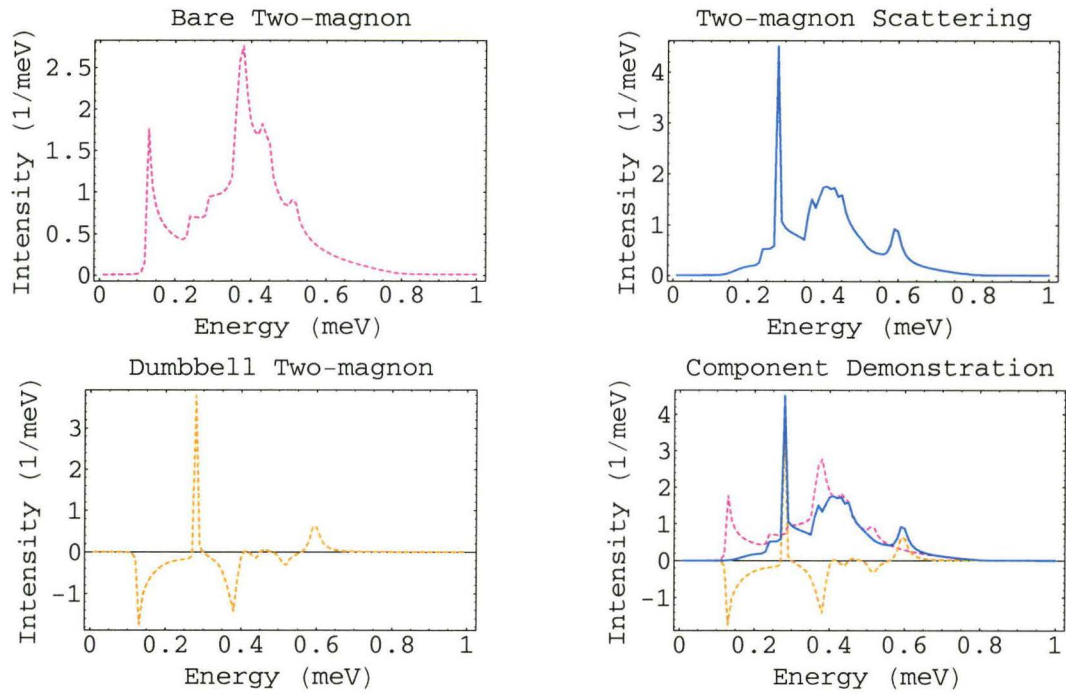 Bare Two-magnon
Intensity (1/meV)
2.5
2
1.5
1
0.5
0
0 0.2 0.4 0.6 0.8 1
Energy (meV)
Two-magnon Scattering
Intensity (1/meV)
4
3
2
1
0
0 0.2 0.4 0.6 0.8 1
Energy (meV)
Dumbbell Two-magnon
Intensity (1/meV)
3
2
1
0
-1
0 0.2 0.4 0.6 0.8 1
Energy (meV)
Component Demonstration
Intensity (1/meV)
4
3
2
1
0
-1
0 0.2 0.4 0.6 0.8 1
Energy (meV)